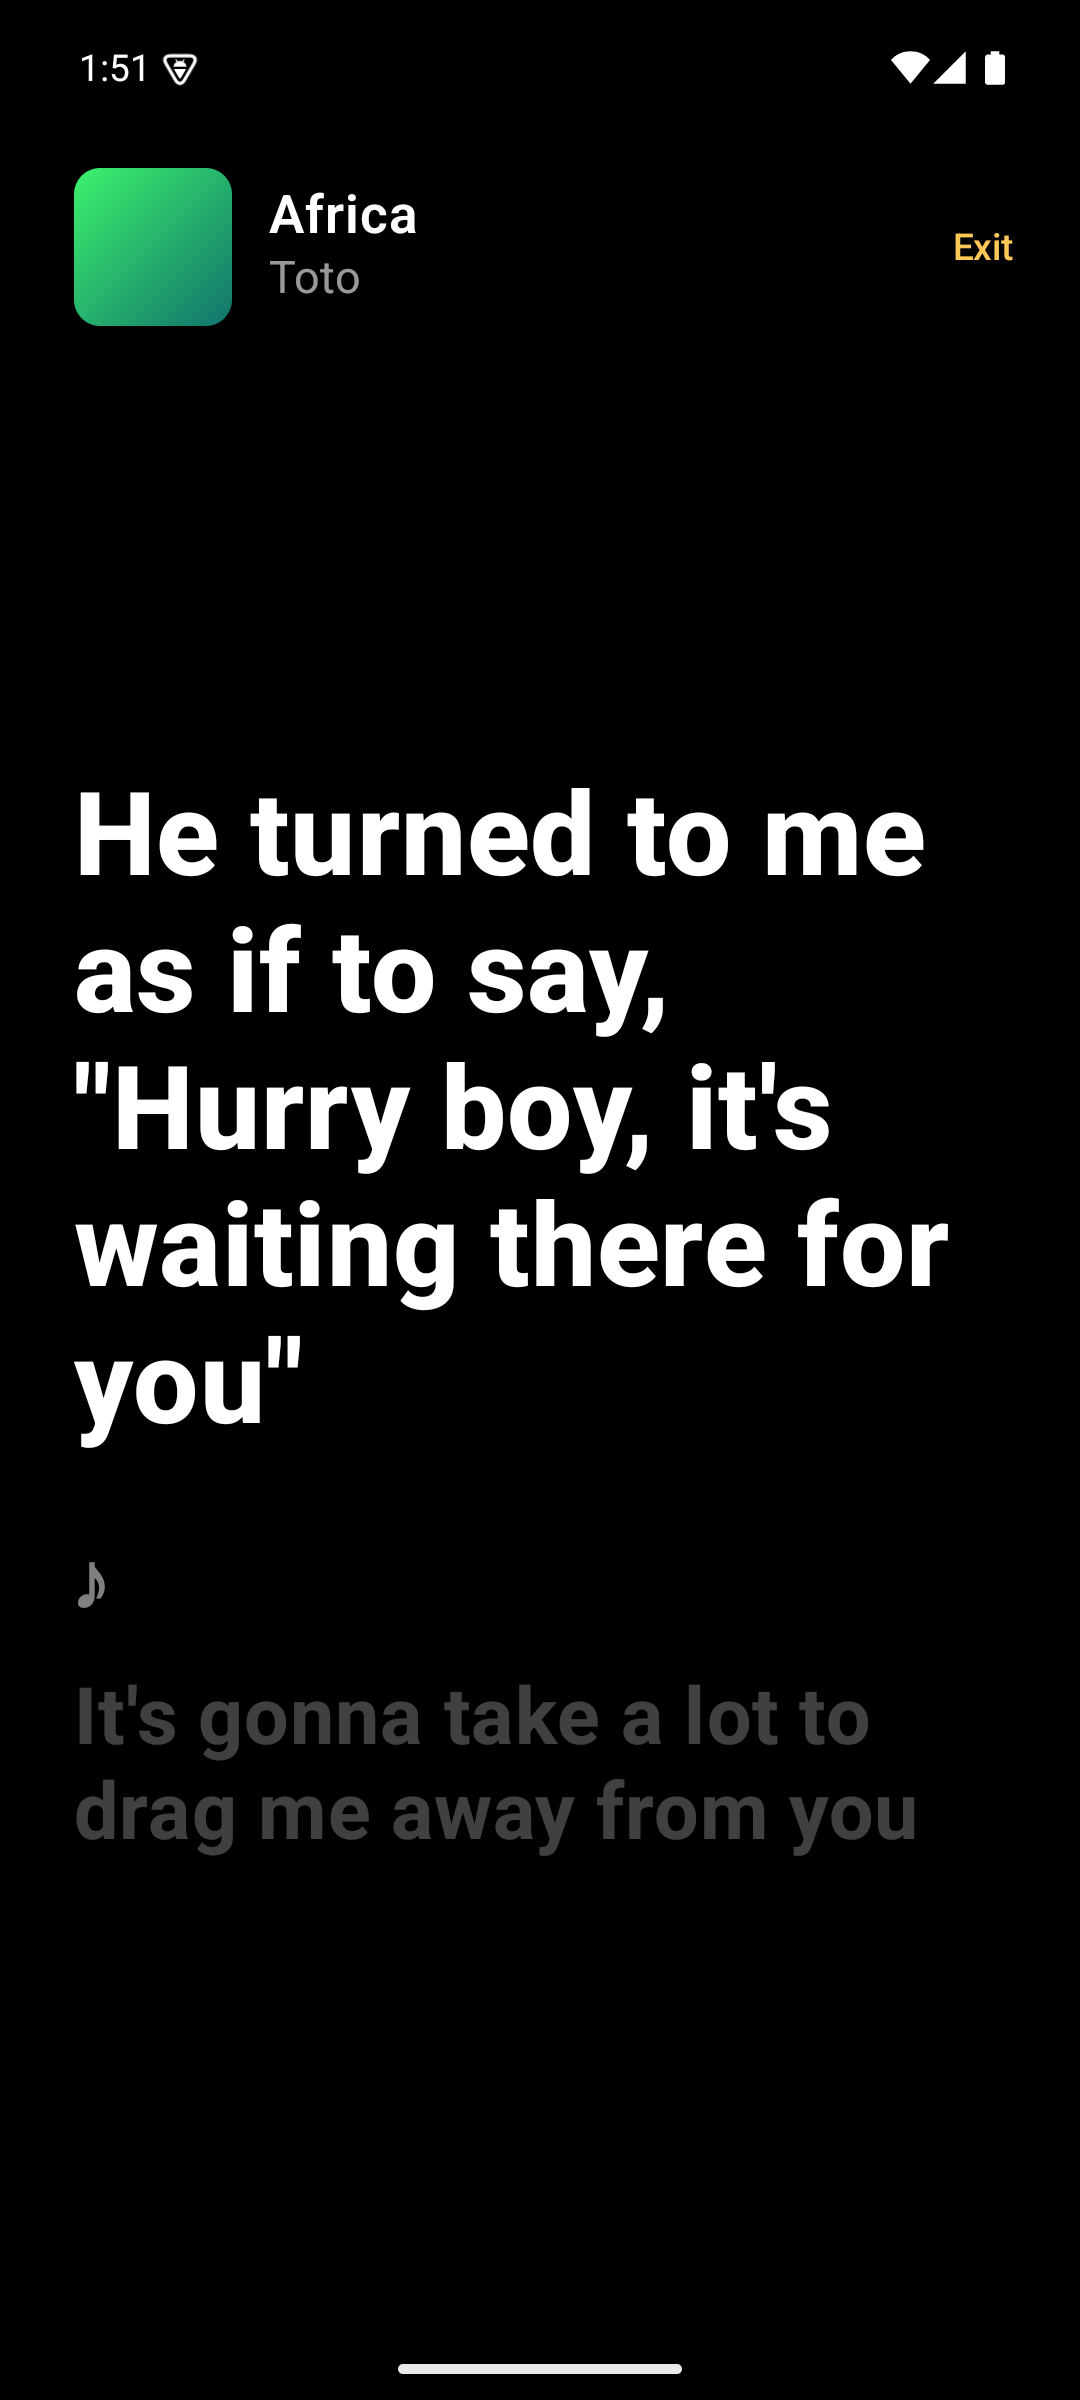 1:51
Africa
Toto
Exit
He turned to me
as if to say,
"Hurry boy, it's
waiting there for
you"
♪
It's gonna take a lot to
drag me away from you